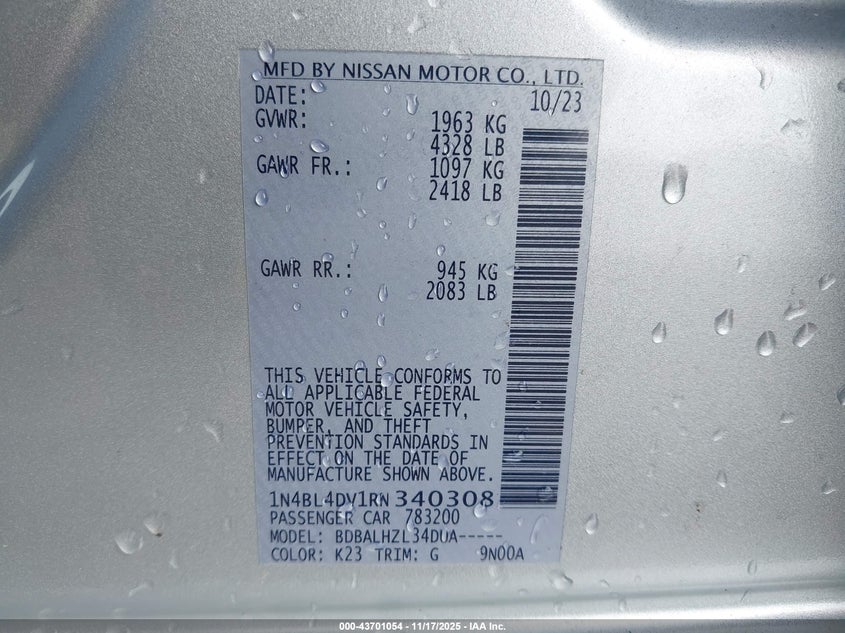 MFD BY NISSAN MOTOR CO., LTD.
DATE: 10/23
GVWR: 1963 KG
4328 LB
GAWR FR.: 1097 KG
2418 LB
GAWR RR.: 945 KG
2083 LB
THIS VEHICLE CONFORMS TO
ALL APPLICABLE FEDERAL
MOTOR VEHICLE SAFETY,
BUMPER, AND THEFT
PREVENTION STANDARDS IN
EFFECT ON THE DATE OF
MANUFACTURE SHOWN ABOVE.
1N4BL4DV1RN340308
PASSENGER CAR 783200
MODEL: BDBALHZL34DUA-----
COLOR: K23 TRIM: G 9N00A
000-43701054 - 11/17/2025 - IAA Inc.